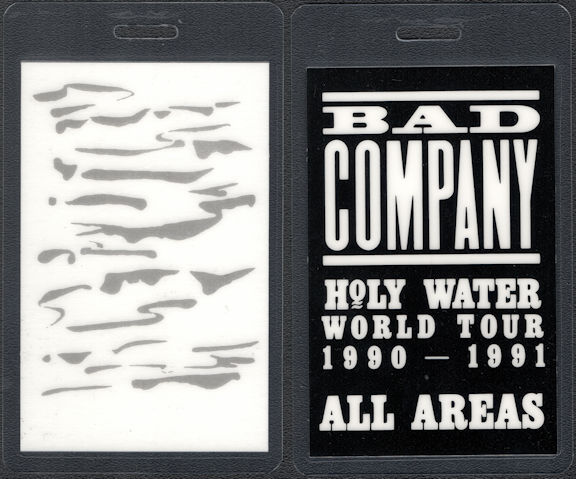 BAD
COMPANY
HOLY WATER
WORLD TOUR
1990 — 1991
ALL AREAS